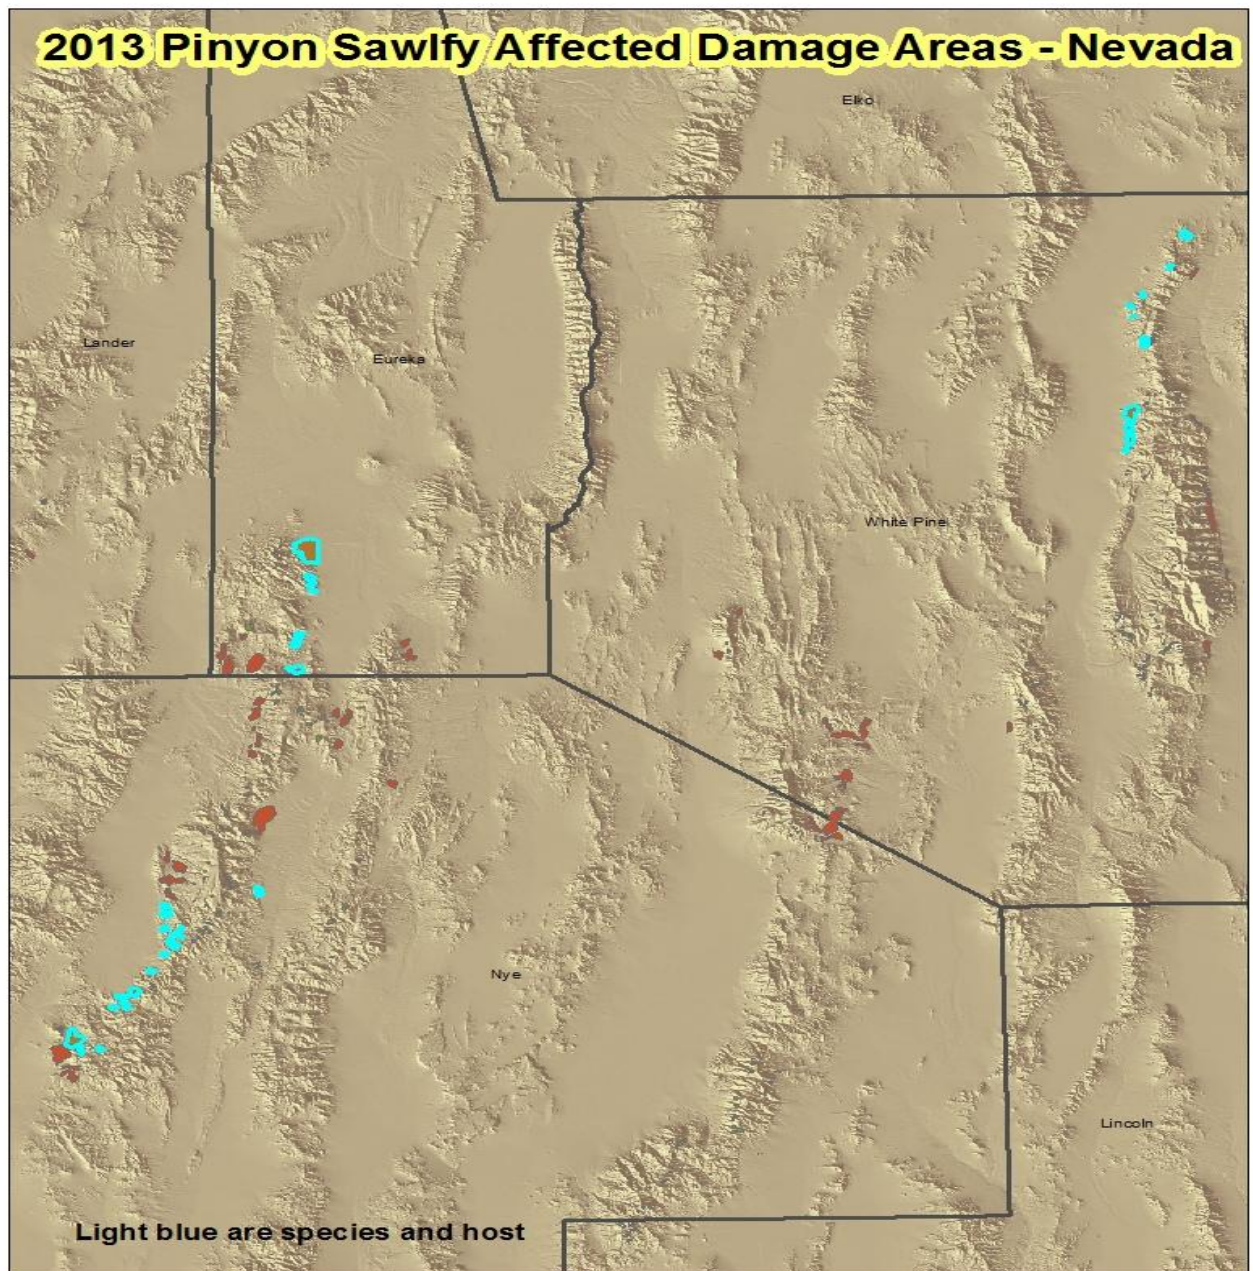 2013 Pinyon Sawlfy Affected Damage Areas - Nevada
Elko
Lander
Eureka
White Pine
Nye
Lincoln
Light blue are species and host